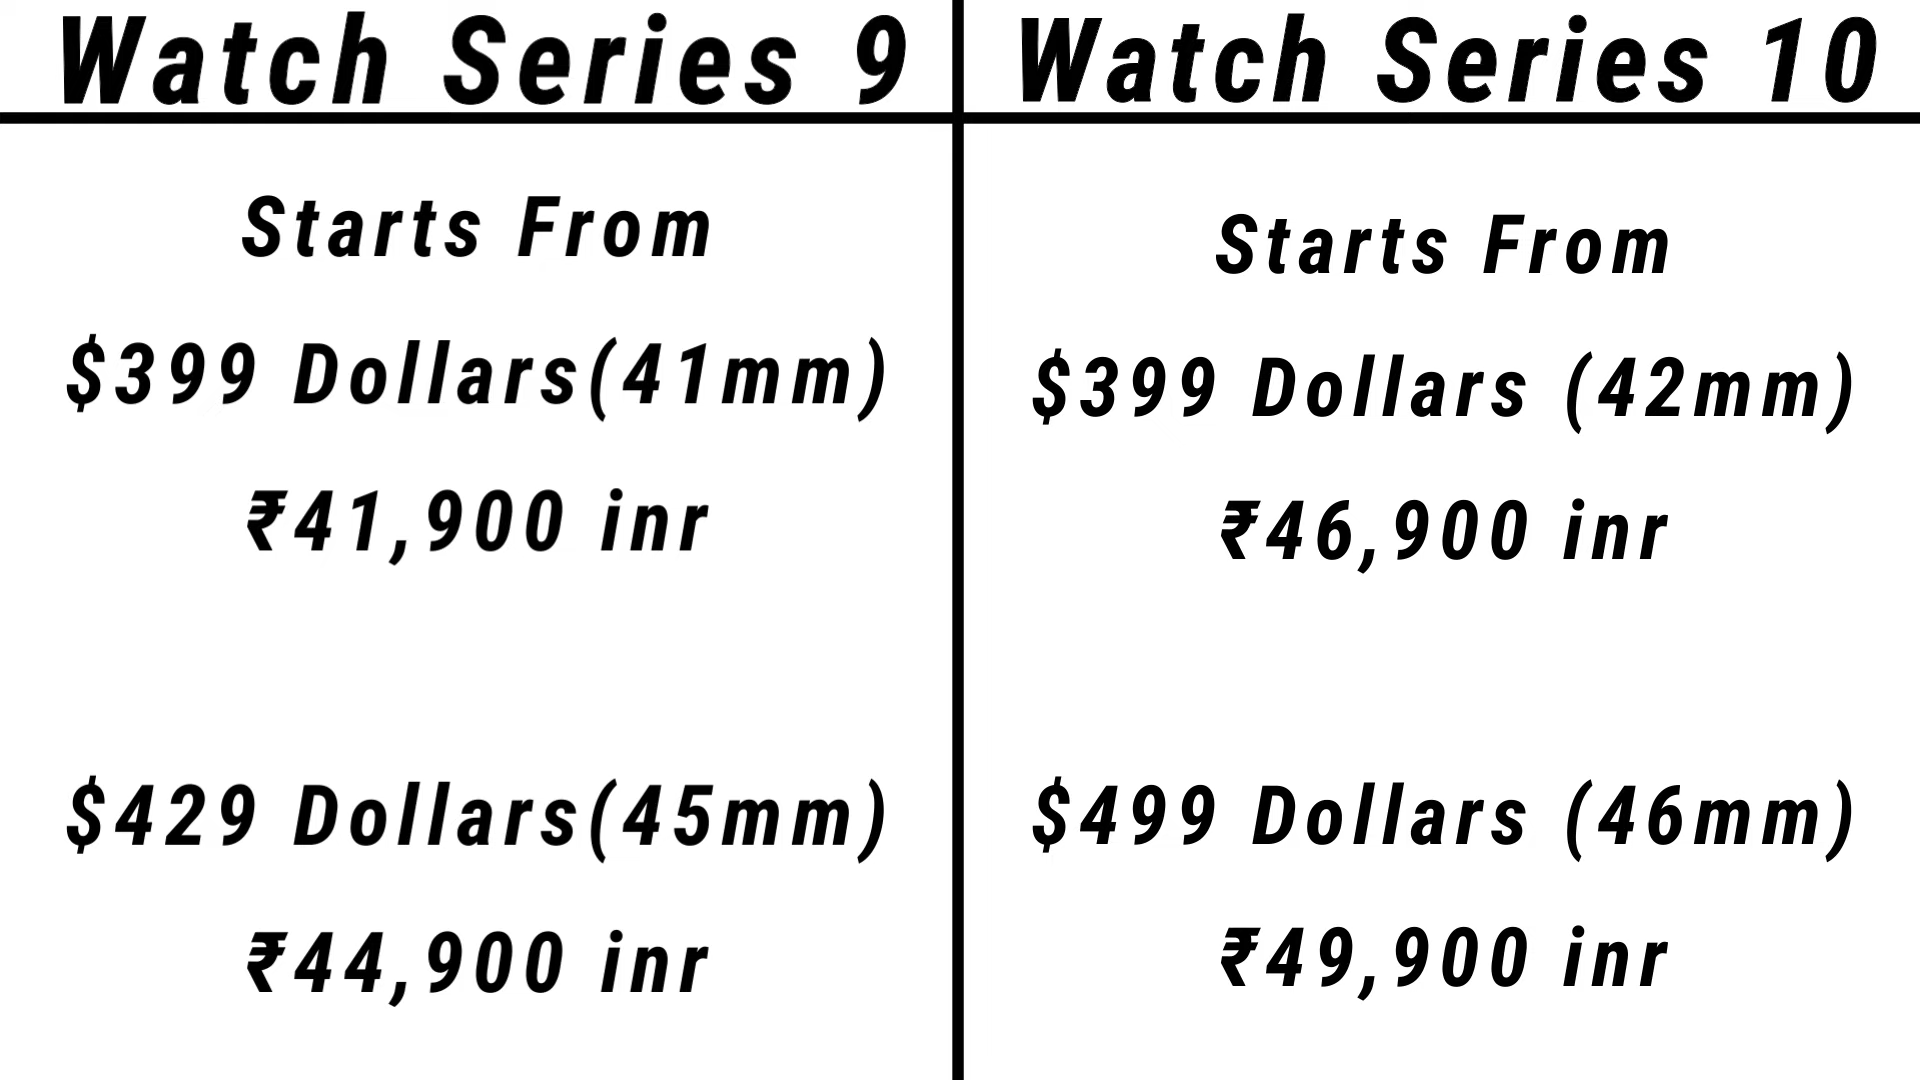 Watch Series 9
Starts From
$399 Dollars(41mm)
₹41,900 inr
$429 Dollars(45mm)
₹44,900 inr
Watch Series 10
Starts From
$399 Dollars (42mm)
₹46,900 inr
$499 Dollars (46mm)
₹49,900 inr